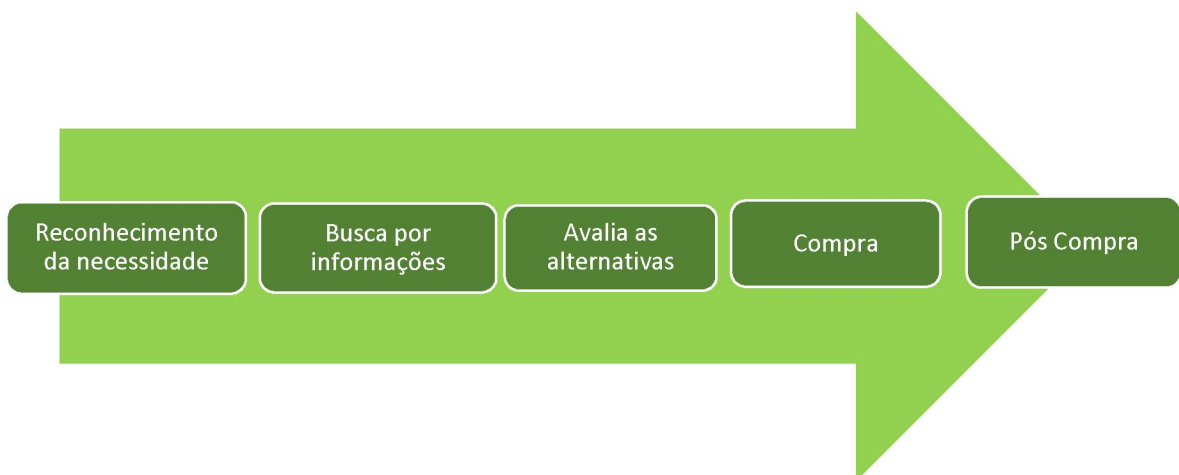 Reconhecimento
da necessidade
Busca por
informações
Avalia as
alternativas
Compra
Pós Compra